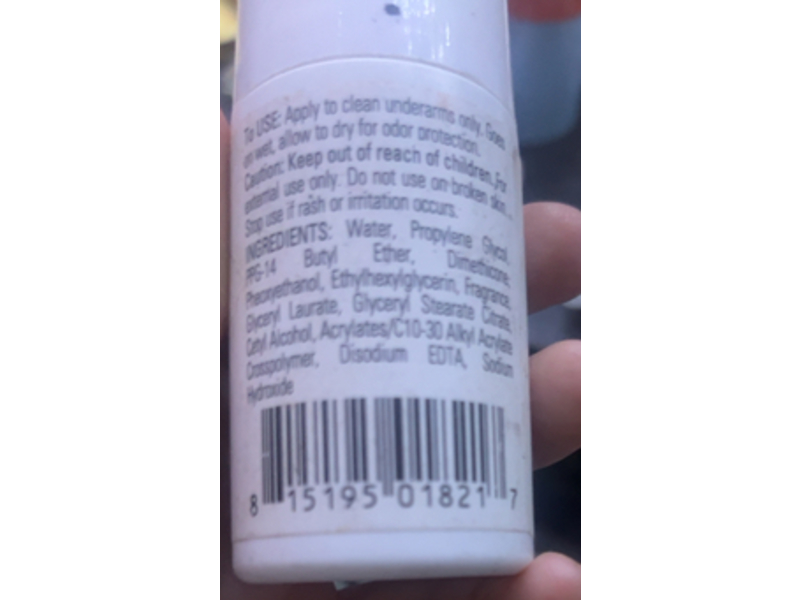 To USE: Apply to clean underarms only. Goes
on wet, allow to dry for odor protection.
Caution: Keep out of reach of children. For
external use only. Do not use on broken skin.
Stop use if rash or irritation occurs.
INGREDIENTS: Water, Propylene Glycol,
PPG-14 Butyl Ether, Dimethicone,
Phenoxyethanol, Ethylhexylglycerin, Fragrance,
Glyceryl Laurate, Glyceryl Stearate Citrate,
Cetyl Alcohol, Acrylates/C10-30 Alkyl Acrylate
Crosspolymer, Disodium EDTA, Sodium
Hydroxide
8 15195 01821 7